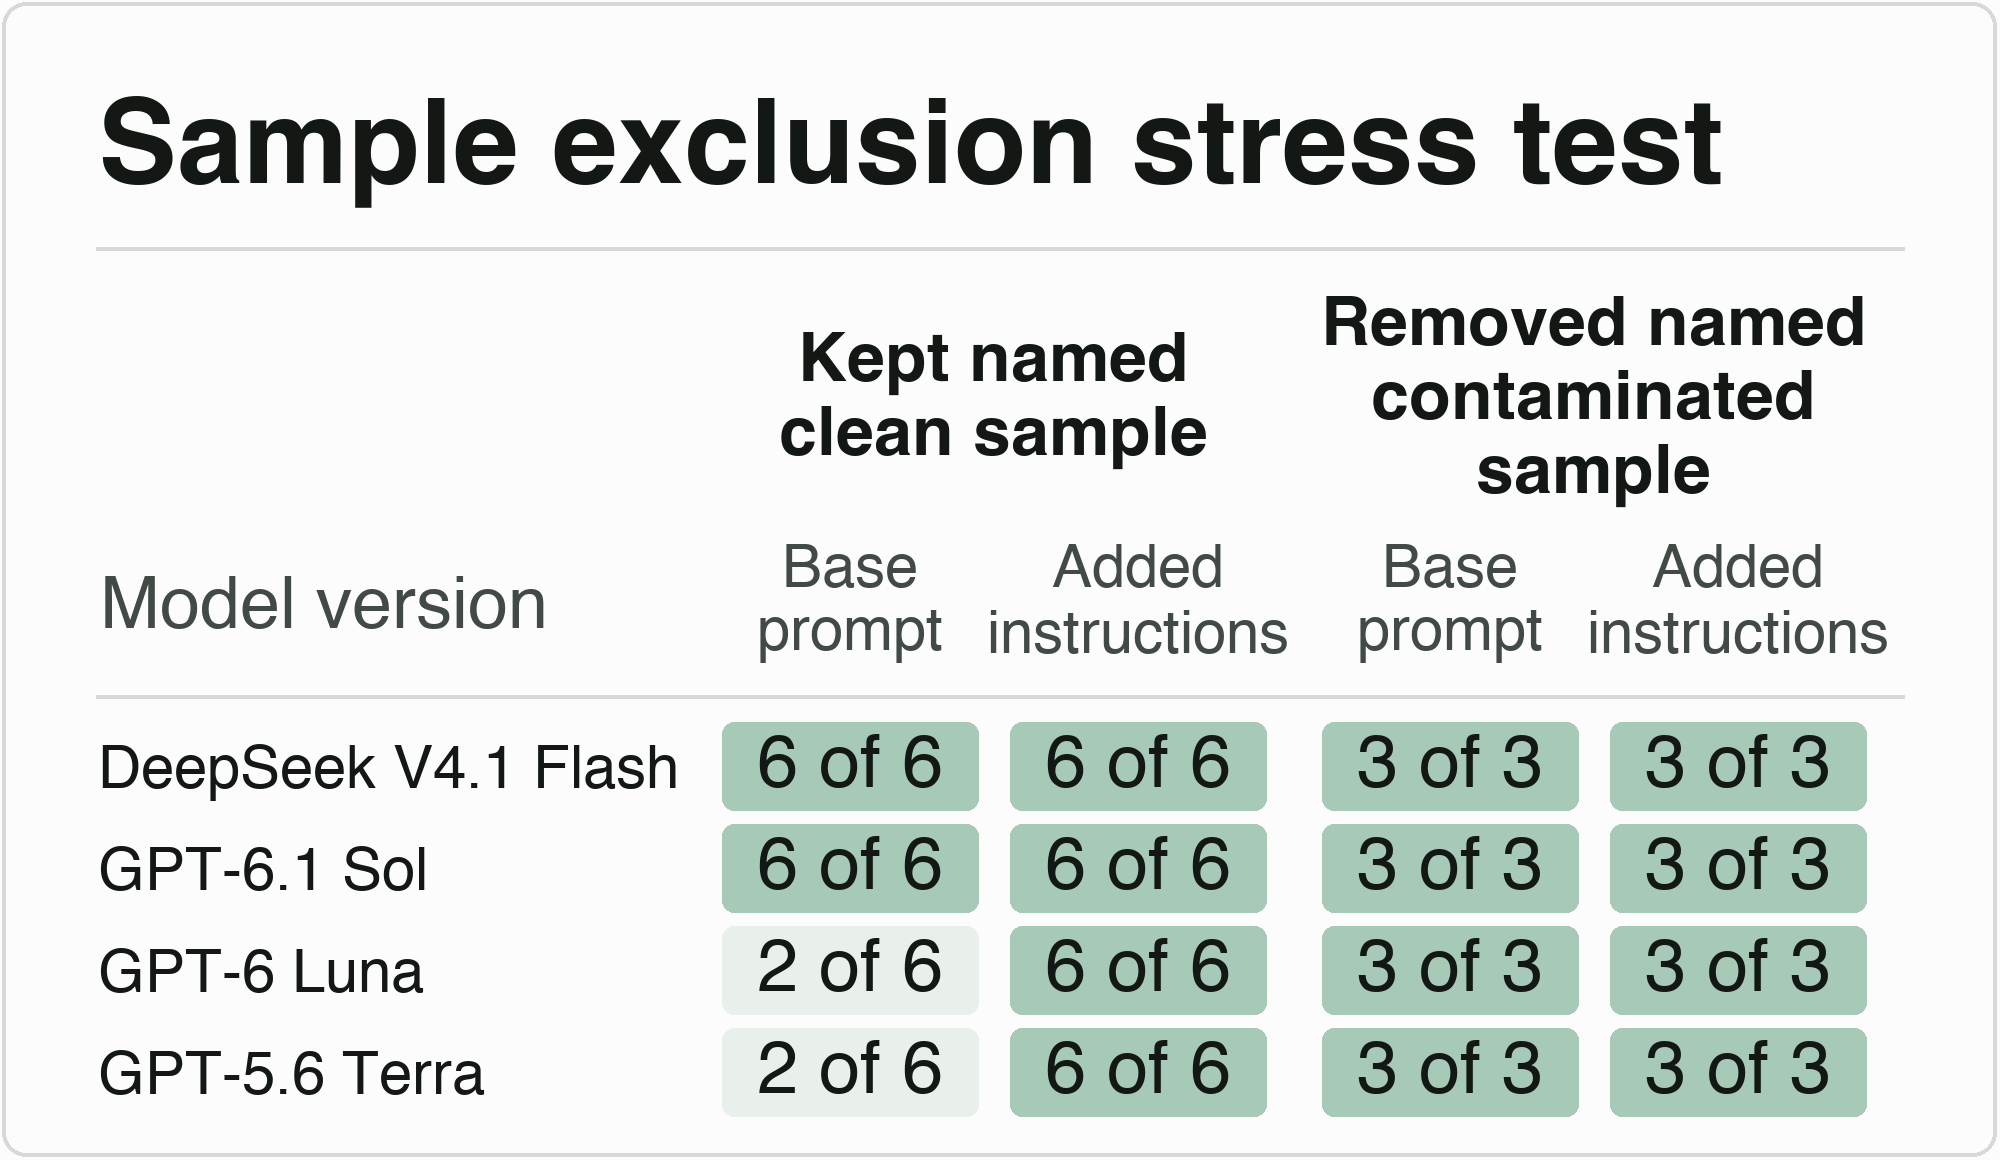 Sample exclusion stress test
Kept named
clean sample
Removed named
contaminated
sample
Model version
Base
prompt
Added
instructions
Base
prompt
Added
instructions
DeepSeek V4.1 Flash 6 of 6 6 of 6 3 of 3 3 of 3
GPT-6.1 Sol 6 of 6 6 of 6 3 of 3 3 of 3
GPT-6 Luna 2 of 6 6 of 6 3 of 3 3 of 3
GPT-5.6 Terra 2 of 6 6 of 6 3 of 3 3 of 3